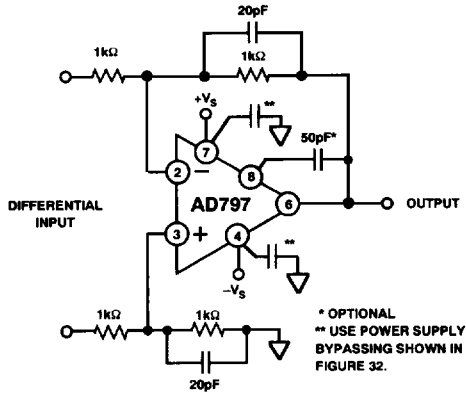 20pF
1kΩ
1kΩ
+VS
**
50pF*
7
2
−
8
DIFFERENTIAL
INPUT
AD797
6
OUTPUT
3
+
4
**
−VS
1kΩ
1kΩ
20pF
* OPTIONAL
** USE POWER SUPPLY
BYPASSING SHOWN IN
FIGURE 32.